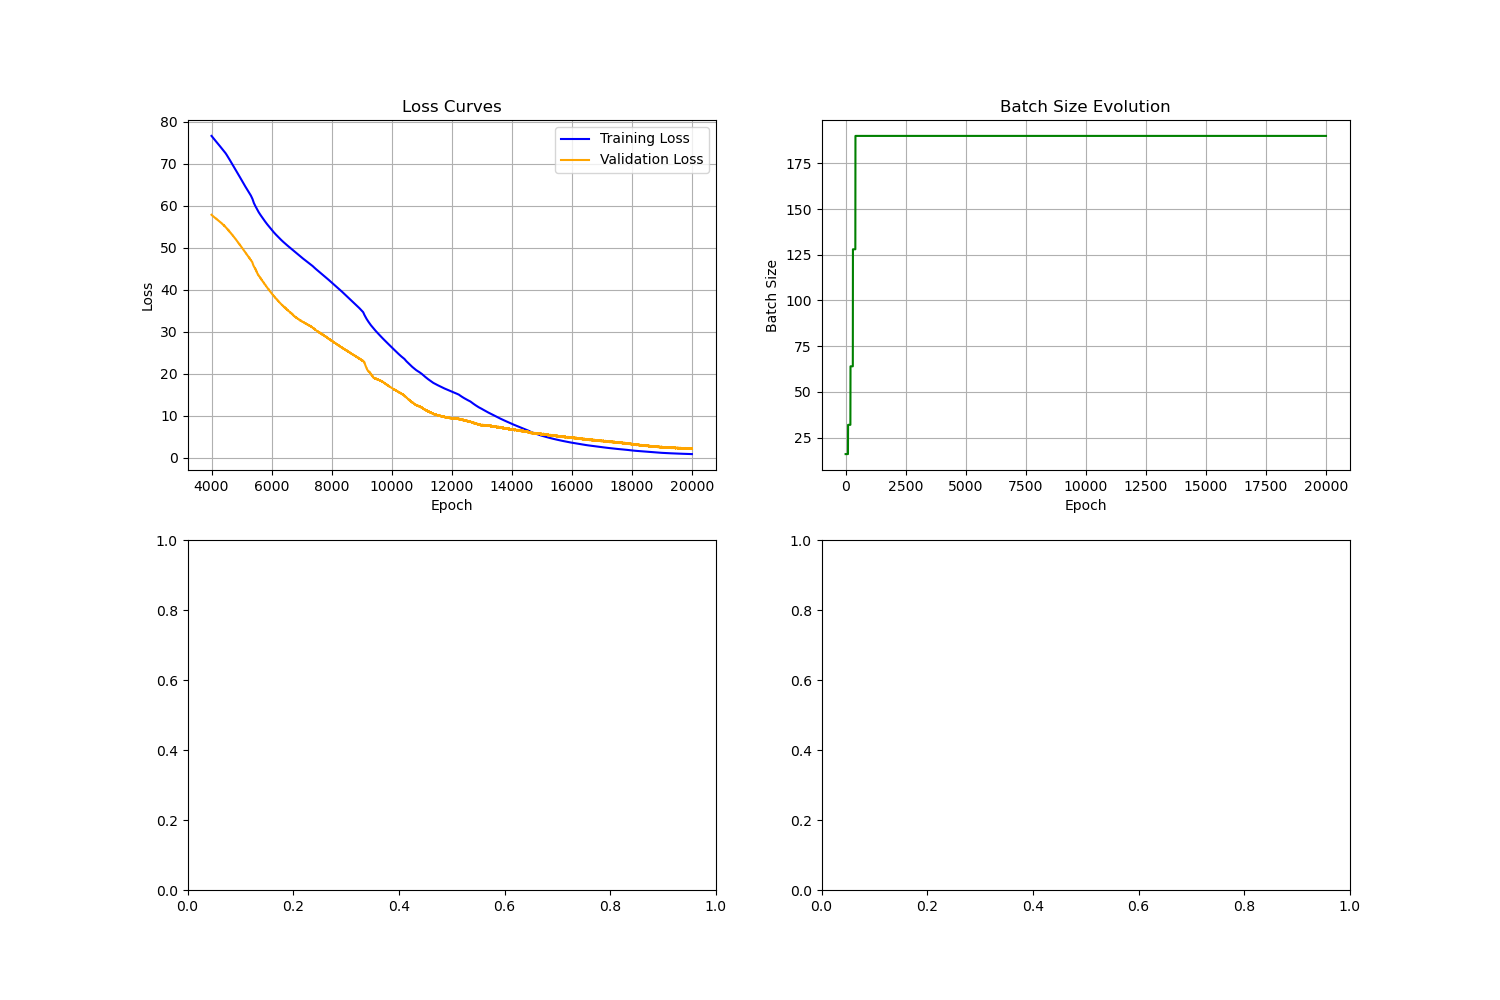 Loss Curves
80
70
60
50
40
30
20
10
0
Loss
Training Loss
Validation Loss
4000 6000 8000 10000 12000 14000 16000 18000 20000
Epoch
Batch Size Evolution
175
150
125
100
75
50
25
Batch Size
0 2500 5000 7500 10000 12500 15000 17500 20000
Epoch
1.0
0.8
0.6
0.4
0.2
0.0
0.0 0.2 0.4 0.6 0.8 1.0
1.0
0.8
0.6
0.4
0.2
0.0
0.0 0.2 0.4 0.6 0.8 1.0